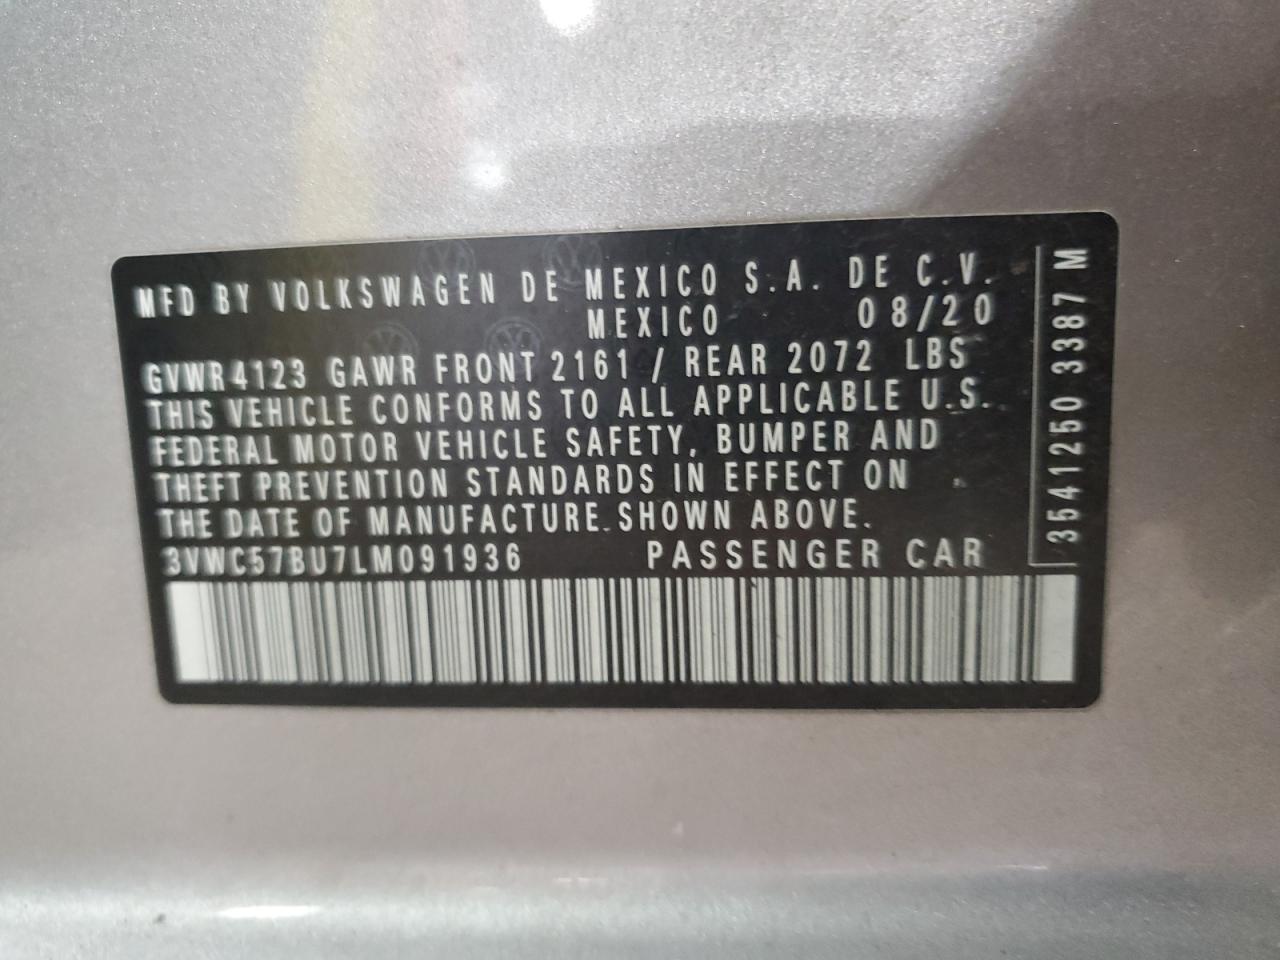 MFD BY VOLKSWAGEN DE MEXICO S.A. DE C.V.
MEXICO 08/20
GVWR 4123 GAWR FRONT 2161 / REAR 2072 LBS
THIS VEHICLE CONFORMS TO ALL APPLICABLE U.S.
FEDERAL MOTOR VEHICLE SAFETY, BUMPER AND
THEFT PREVENTION STANDARDS IN EFFECT ON
THE DATE OF MANUFACTURE SHOWN ABOVE.
3VWC57BU7LM091936 PASSENGER CAR
3541250 3387 M